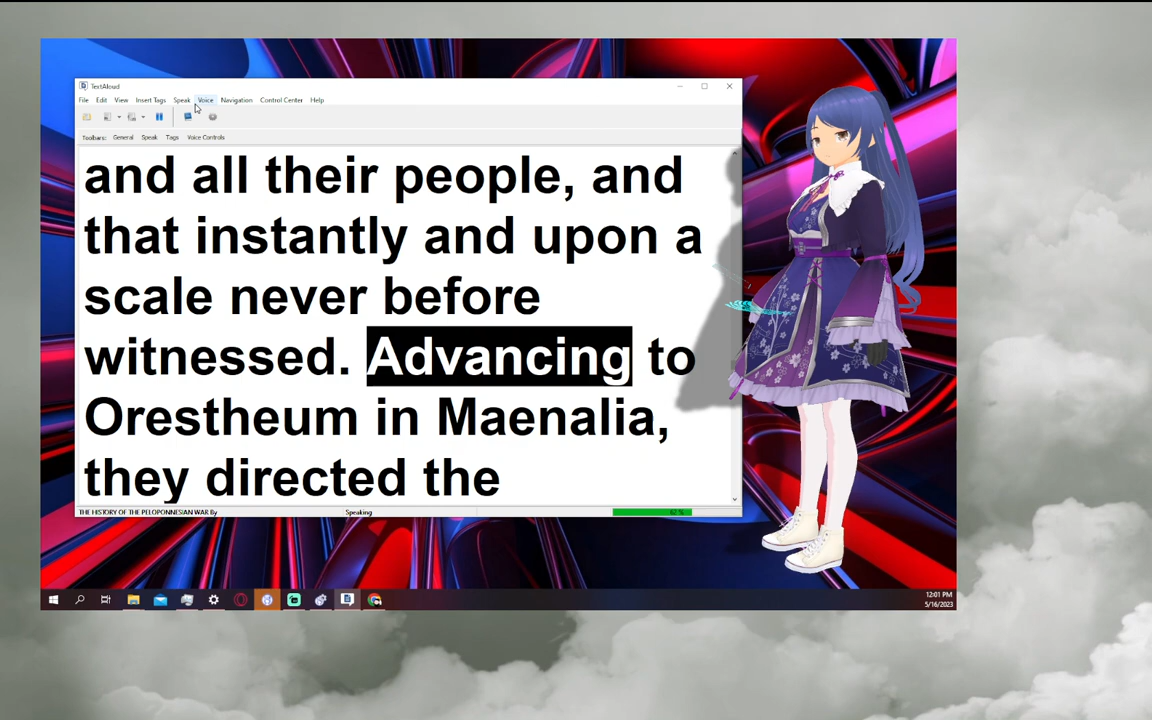 TextAloud
File Edit View Insert Tags Speak Voice Navigation Control Center Help
Toolbars: General Speak Tags Voice Controls
and all their people, and
that instantly and upon a
scale never before
witnessed. Advancing to
Orestheum in Maenalia,
they directed the
THE HISTORY OF THE PELOPONNESIAN WAR By Speaking 62 %
12:01 PM
5/16/2023